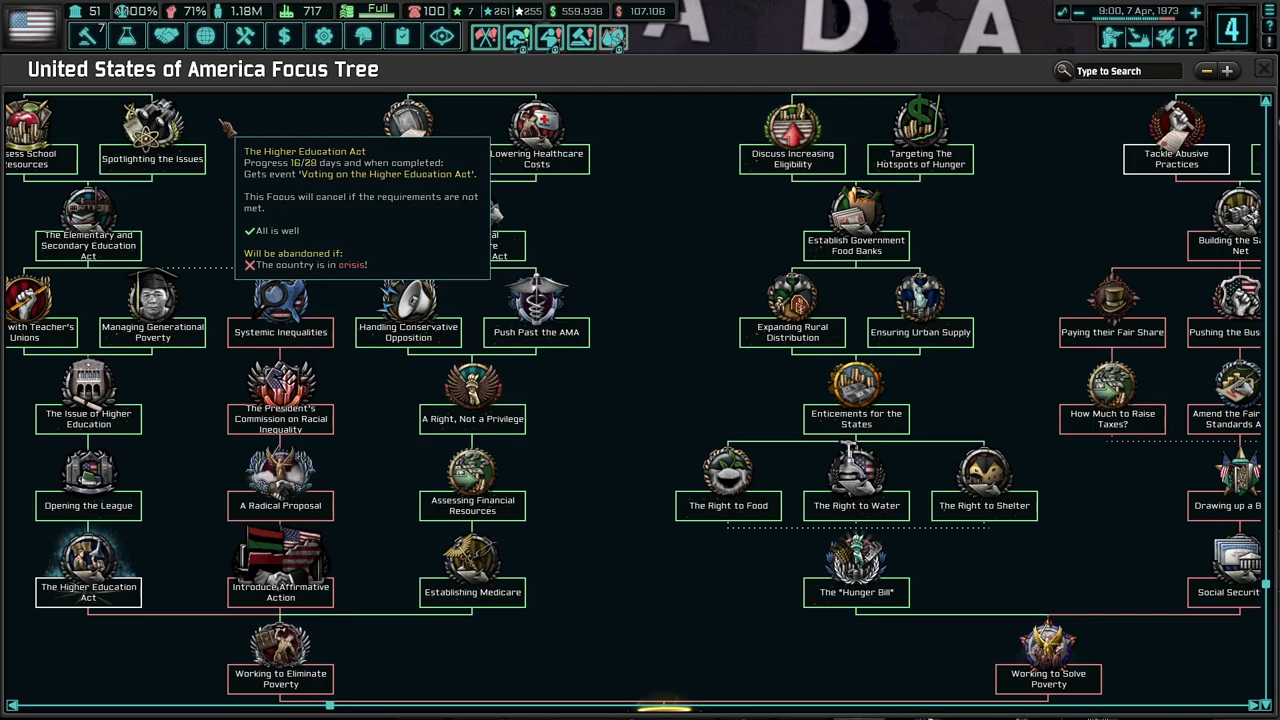 51 400% 71% 1.18M 717 Full 100 7 261 255 $ 559.93B $ 107.10B
9:00, 7 Apr, 1973
4
7
A D A
United States of America Focus Tree
Type to Search
sess School
Resources
Spotlighting the Issues
Lowering Healthcare
Costs
Discuss Increasing
Eligibility
Targeting The
Hotspots of Hunger
Tackle Abusive
Practices
The Higher Education Act
Progress 16/28 days and when completed:
Gets event 'Voting on the Higher Education Act'.
This Focus will cancel if the requirements are not
met.
All is well
Will be abandoned if:
The country is in crisis!
The Elementary and
Secondary Education
Act
Act
Establish Government
Food Banks
Building the Sa
Net
with Teacher's
Unions
Managing Generational
Poverty
Systemic Inequalities
Handling Conservative
Opposition
Push Past the AMA
Expanding Rural
Distribution
Ensuring Urban Supply
Paying their Fair Share
Pushing the Bus
The Issue of Higher
Education
The President's
Commission on Racial
Inequality
A Right, Not a Privilege
Enticements for the
States
How Much to Raise
Taxes?
Amend the Fair
Standards A
Opening the League
A Radical Proposal
Assessing Financial
Resources
The Right to Food
The Right to Water
The Right to Shelter
Drawing up a B
The Higher Education
Act
Introduce Affirmative
Action
Establishing Medicare
The "Hunger Bill"
Social Securit
Working to Eliminate
Poverty
Working to Solve
Poverty